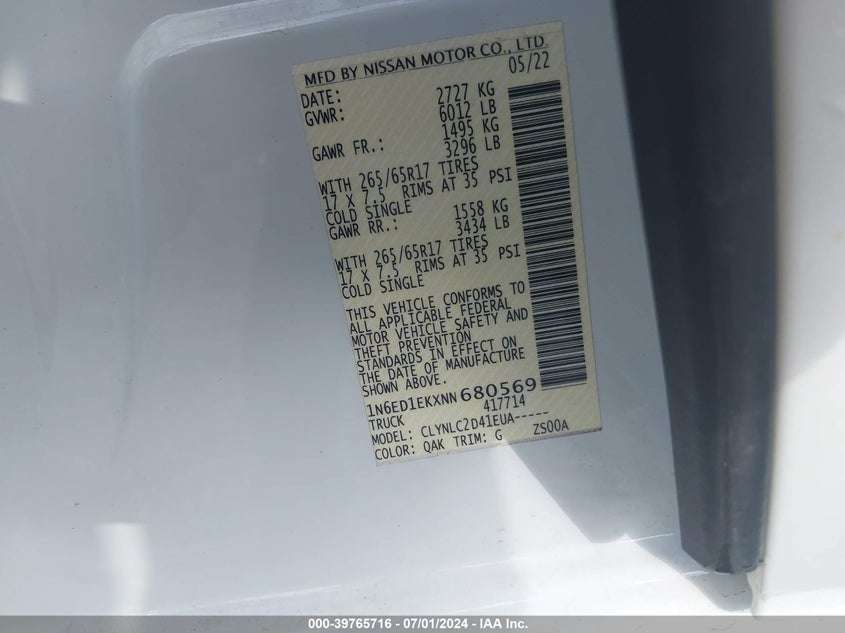 MFD BY NISSAN MOTOR CO., LTD.
DATE: 05/22
GVWR: 2727 KG
6012 LB
GAWR FR.: 1495 KG
3296 LB
WITH 265/65R17 TIRES
17 X 7.5 RIMS AT 35 PSI
COLD SINGLE
GAWR RR.: 1558 KG
3434 LB
WITH 265/65R17 TIRES
17 X 7.5 RIMS AT 35 PSI
COLD SINGLE
THIS VEHICLE CONFORMS TO
ALL APPLICABLE FEDERAL
MOTOR VEHICLE SAFETY AND
THEFT PREVENTION
STANDARDS IN EFFECT ON
THE DATE OF MANUFACTURE
SHOWN ABOVE.
1N6ED1EKXNN680569
TRUCK 417714
MODEL: CLYNLC2D41EUA-----
COLOR: QAK TRIM: G ZS00A
000-39765716 - 07/01/2024 - IAA Inc.